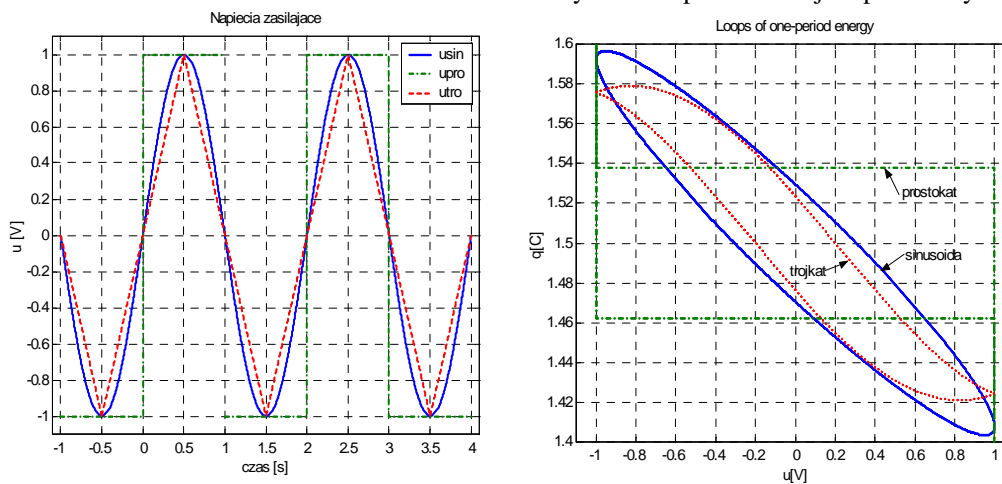 Napiecia zasilajace
usin
upro
utro
u [V]
1
0.8
0.6
0.4
0.2
0
-0.2
-0.4
-0.6
-0.8
-1
-1 -0.5 0 0.5 1 1.5 2 2.5 3 3.5 4
czas [s]
Loops of one-period energy
q[C]
1.6
1.58
1.56
1.54
1.52
1.5
1.48
1.46
1.44
1.42
1.4
prostokat
sinusoida
trojkat
-1 -0.8 -0.6 -0.4 -0.2 0 0.2 0.4 0.6 0.8 1
u[V]